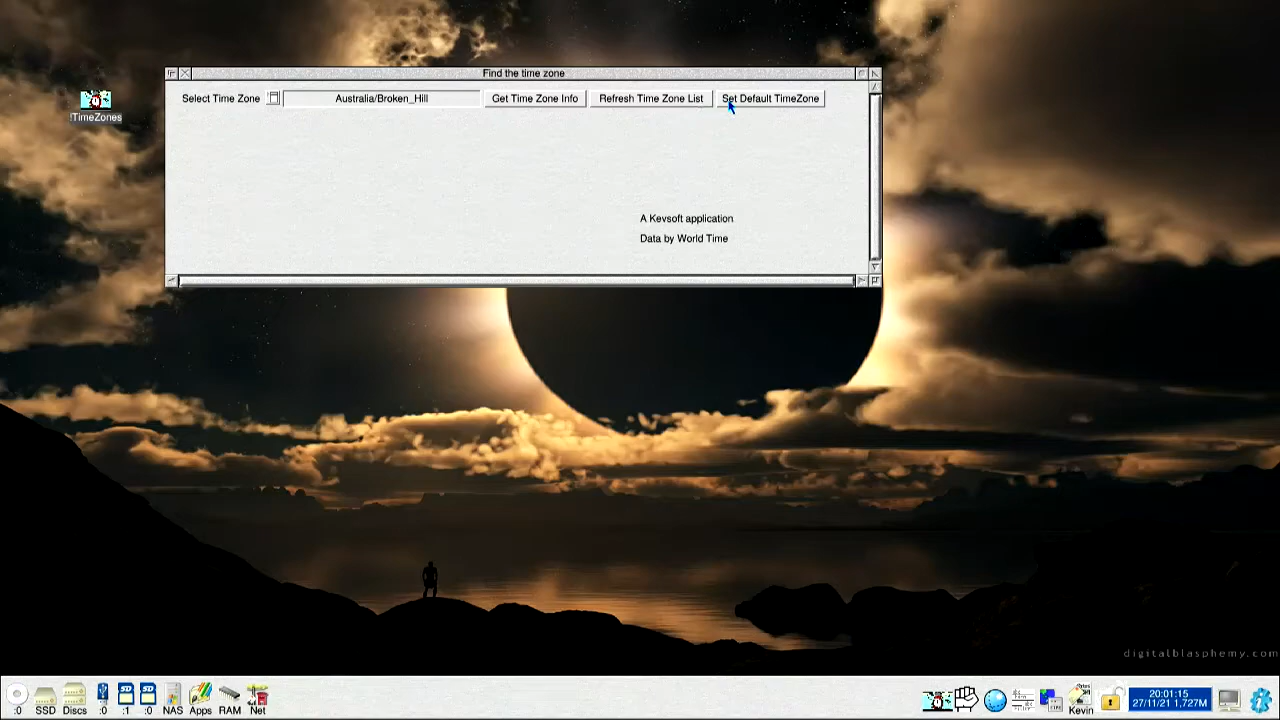 Find the time zone
!TimeZones
Select Time Zone Australia/Broken_Hill Get Time Zone Info Refresh Time Zone List Set Default TimeZone
A Kevsoft application
Data by World Time
digitalblasphemy.com
:0 SSD Discs :0 :1 :0 NAS Apps RAM Net Kevin
20:01:15
27/11/21 1,727M